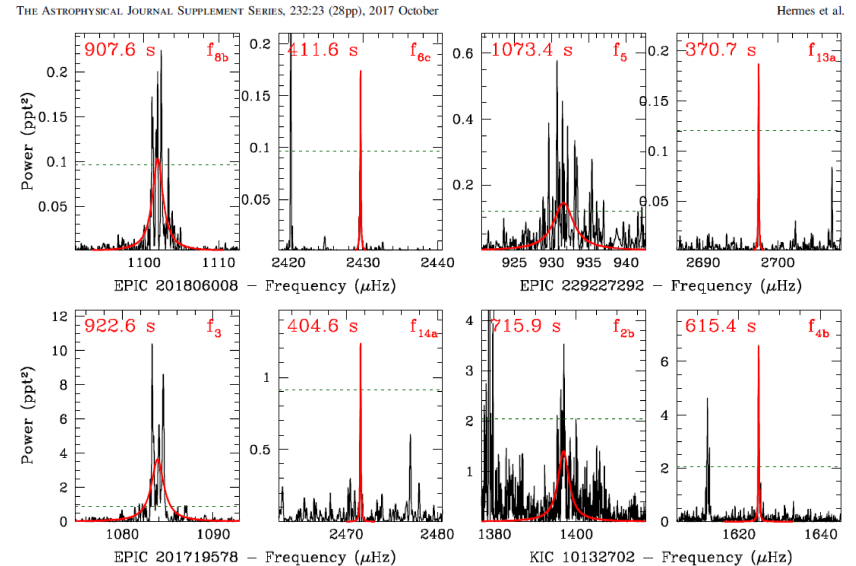 THE ASTROPHYSICAL JOURNAL SUPPLEMENT SERIES, 232:23 (28pp), 2017 October Hermes et al.
907.6 s f8b 411.6 s f6c 1073.4 s f5 370.7 s f13a
Power (ppt²)
0.2 0.2 0.6 0.2
0.15 0.15 0.4 0.15
0.1 0.1 0.1
0.05 0.05 0.2 0.05
0 0 0 0
1100 1110 2420 2430 2440 925 930 935 940 2690 2700
EPIC 201806008 – Frequency (μHz) EPIC 229227292 – Frequency (μHz)
922.6 s f3 404.6 s f14a 715.9 s f2b 615.4 s f4b
Power (ppt²)
12 4
10 1 6
8 3
6 4
4 0.5 2
2 1 2
0 0 0 0
1080 1090 2470 2480 1380 1400 1620 1640
EPIC 201719578 – Frequency (μHz) KIC 10132702 – Frequency (μHz)